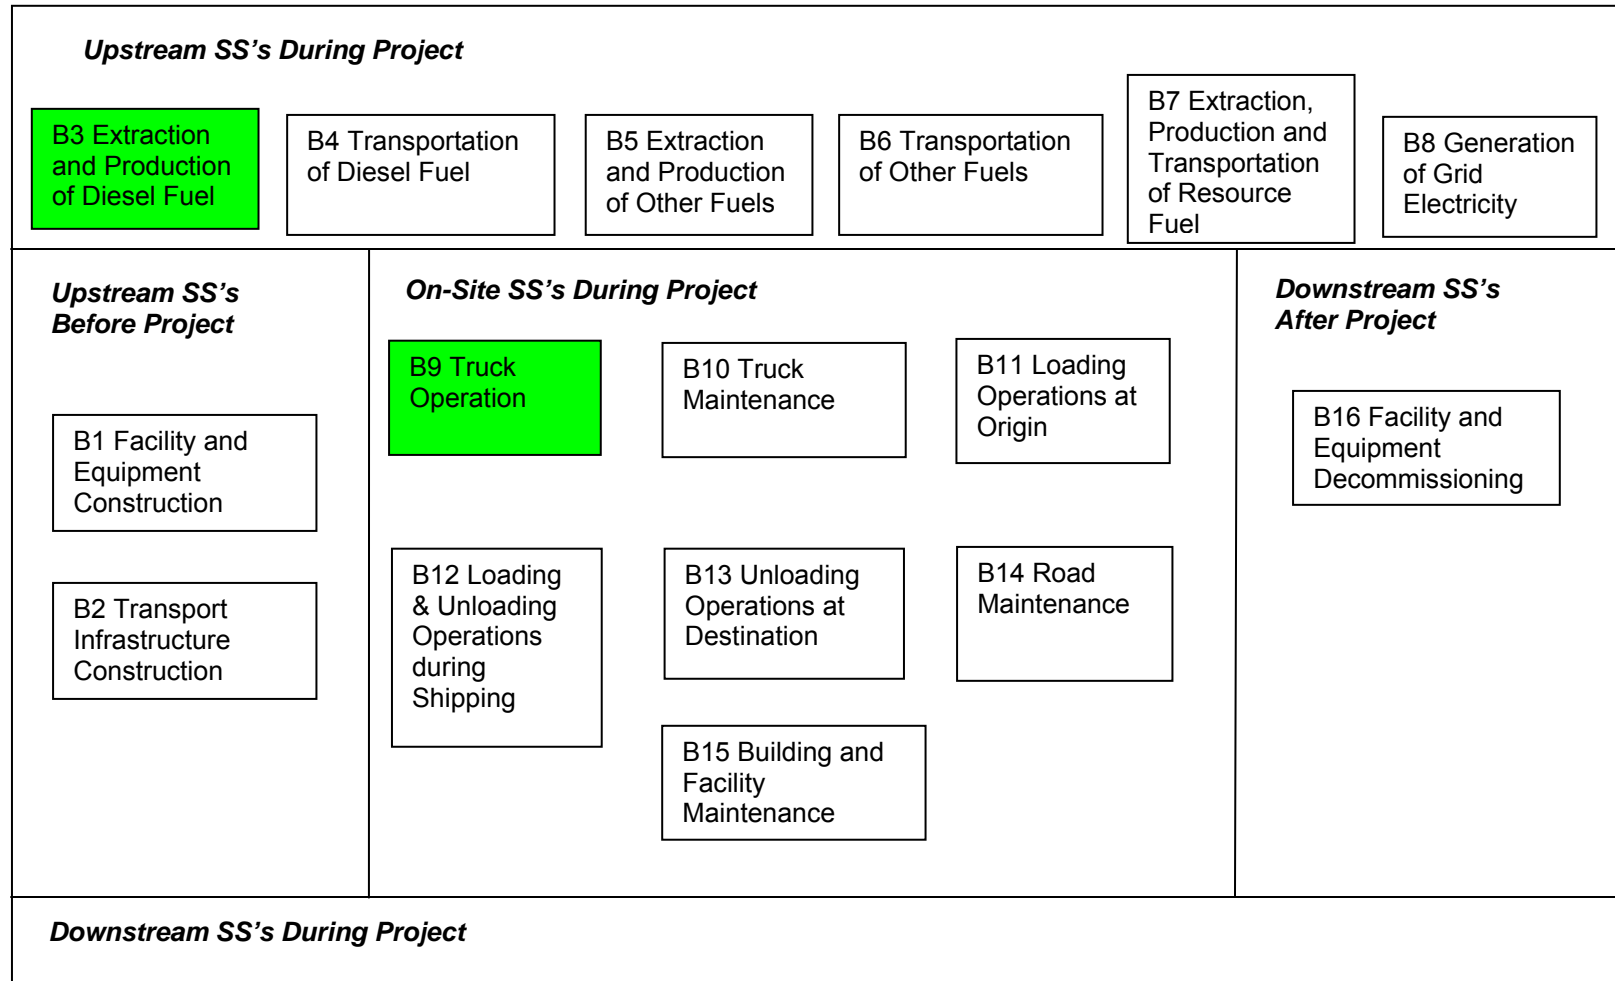 Upstream SS’s During Project
B3 Extraction
and Production
of Diesel Fuel
B4 Transportation
of Diesel Fuel
B5 Extraction
and Production
of Other Fuels
B6 Transportation
of Other Fuels
B7 Extraction,
Production and
Transportation
of Resource
Fuel
B8 Generation
of Grid
Electricity
Upstream SS’s
Before Project
B1 Facility and
Equipment
Construction
B2 Transport
Infrastructure
Construction
On-Site SS’s During Project
B9 Truck
Operation
B10 Truck
Maintenance
B11 Loading
Operations at
Origin
B12 Loading
& Unloading
Operations
during
Shipping
B13 Unloading
Operations at
Destination
B14 Road
Maintenance
B15 Building and
Facility
Maintenance
Downstream SS’s
After Project
B16 Facility and
Equipment
Decommissioning
Downstream SS’s During Project